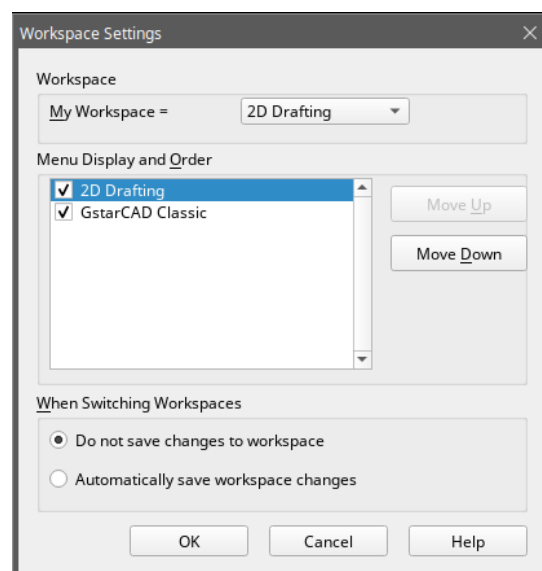 Workspace Settings
Workspace
My Workspace =
2D Drafting
Menu Display and Order
2D Drafting
GstarCAD Classic
Move Up
Move Down
When Switching Workspaces
Do not save changes to workspace
Automatically save workspace changes
OK
Cancel
Help